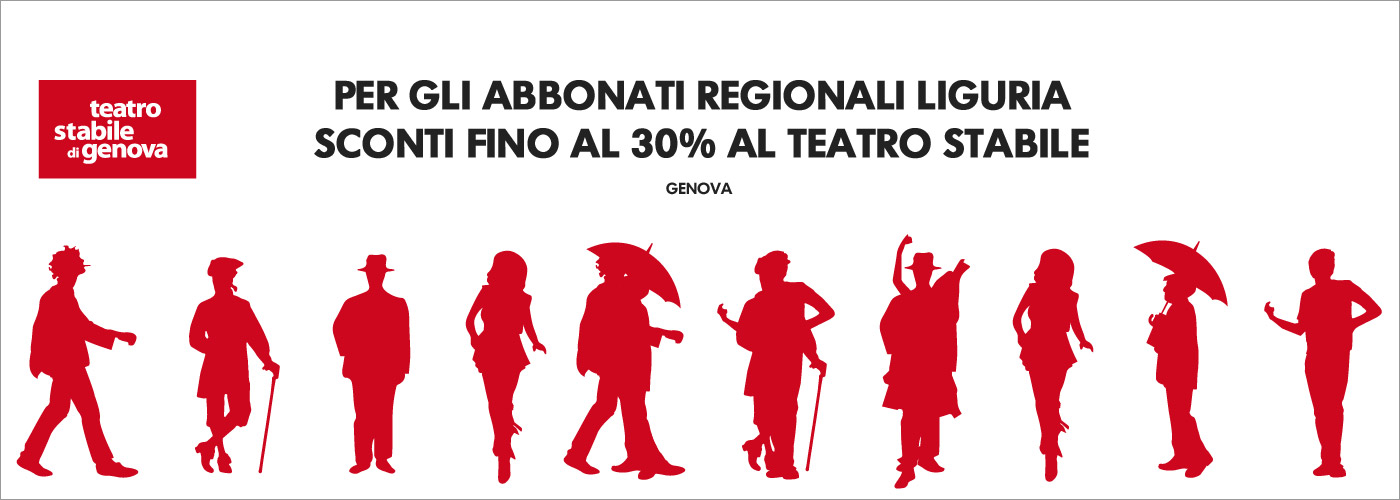 teatro
stabile
di genova
PER GLI ABBONATI REGIONALI LIGURIA
SCONTI FINO AL 30% AL TEATRO STABILE
GENOVA